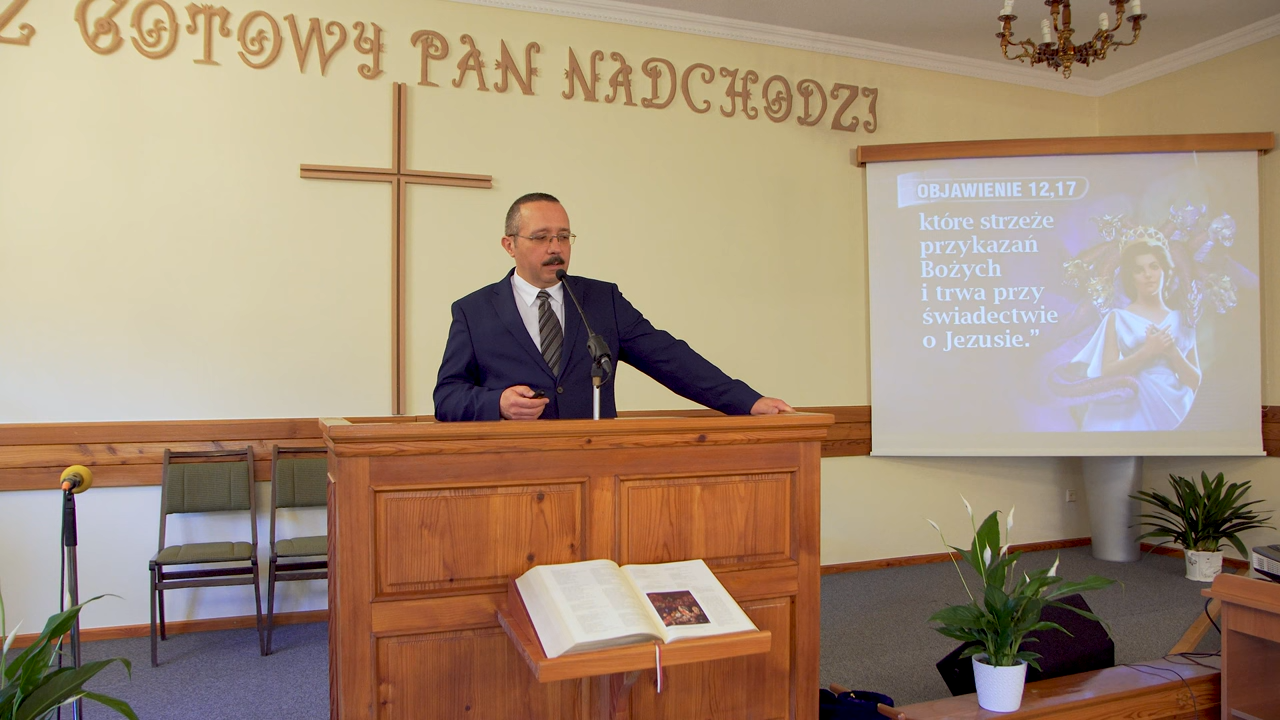 Z GOTOWY PAN NADCHODZI
OBJAWIENIE 12,17
które strzeże
przykazań
Bożych
i trwa przy
świadectwie
o Jezusie.”